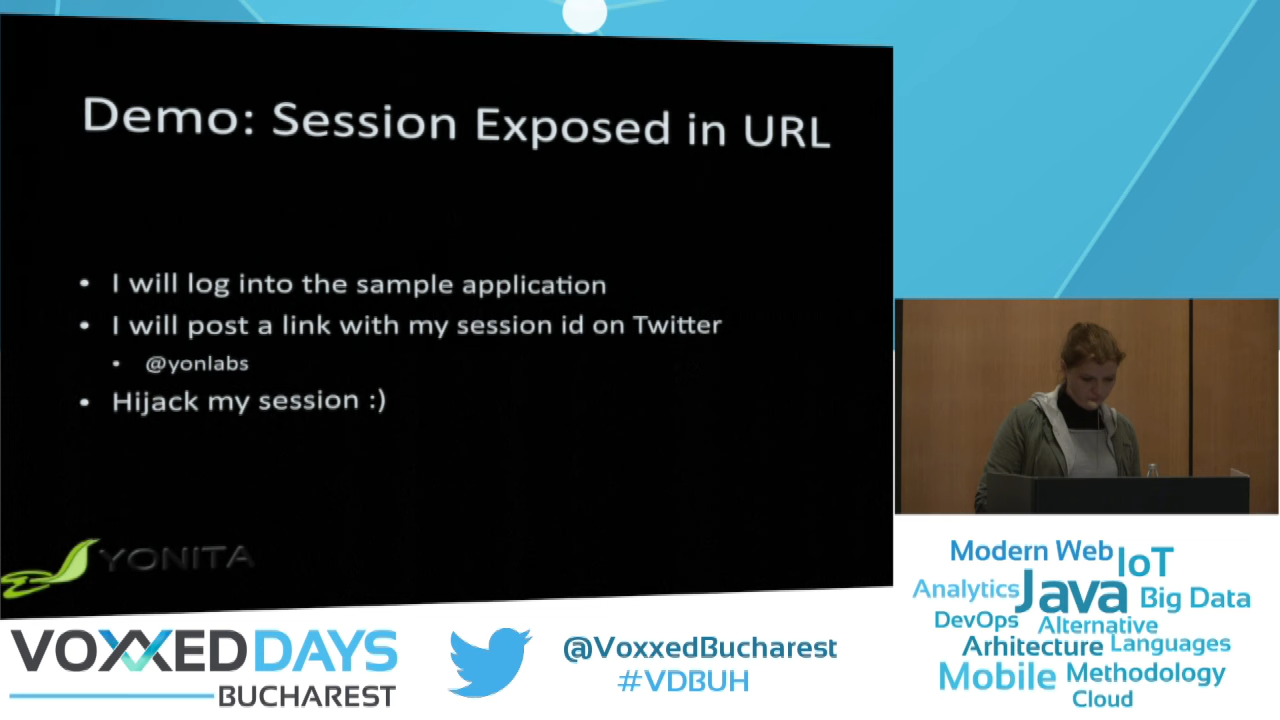 Demo: Session Exposed in URL
• I will log into the sample application
• I will post a link with my session id on Twitter
• @yonlabs
• Hijack my session :)
YONITA
VOXXED DAYS
BUCHAREST
@VoxxedBucharest
#VDBUH
Modern Web IoT
Analytics Java Big Data
DevOps Alternative
Arhitecture Languages
Mobile Methodology
Cloud